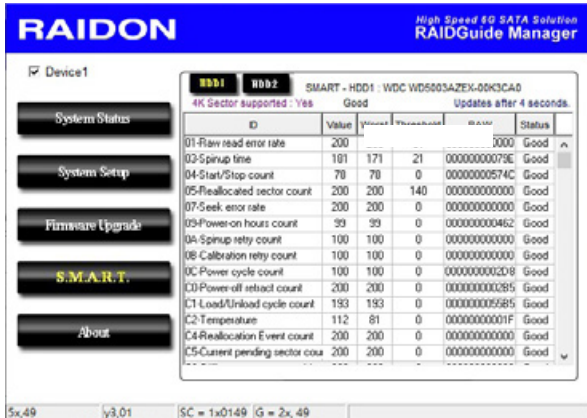 RAIDON
High Speed 6G SATA Solution
RAIDGuide Manager
Device1
System Status
System Setup
Firmware Upgrade
S.M.A.R.T.
About
HDD1 HDD2 SMART - HDD1 : WDC WD5003AZEX-00K3CA0
4K Sector supported : Yes Good Updates after 4 seconds.
ID Value Status
01-Raw read error rate 200 Good
03-Spinup time 181 171 21 00000000079E Good
04-Start/Stop count 78 78 0 00000000574C Good
05-Reallocated sector count 200 200 140 000000000000 Good
07-Seek error rate 200 200 0 000000000000 Good
09-Power-on hours count 99 99 0 000000000462 Good
0A-Spinup retry count 100 100 0 000000000000 Good
0B-Calibration retry count 100 100 0 000000000000 Good
0C-Power cycle count 100 100 0 0000000002D8 Good
C0-Power-off retract count 200 200 0 0000000002B5 Good
C1-Load/Unload cycle count 193 193 0 0000000055B5 Good
C2-Temperature 112 81 0 00000000001F Good
C4-Reallocation Event count 200 200 0 000000000000 Good
C5-Current pending sector cou 200 200 0 000000000000 Good
5x,49 y3,01 SC = 1x0149 G = 2x, 49